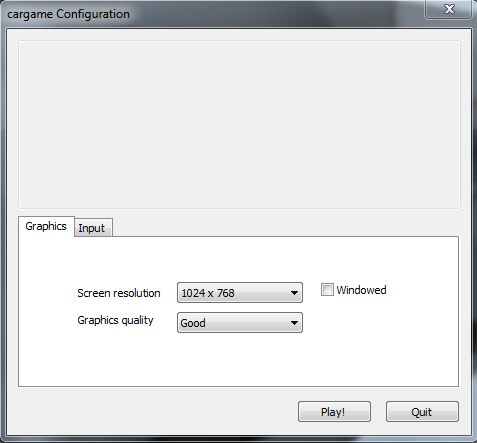 cargame Configuration
Graphics
Input
Screen resolution
1024 x 768
Windowed
Graphics quality
Good
Play!
Quit